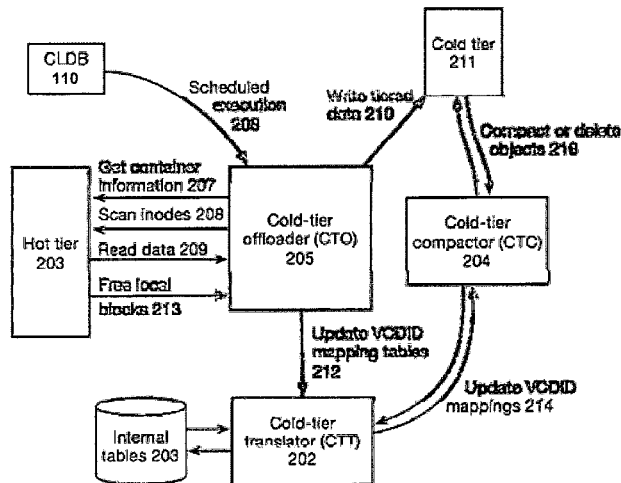 CLDB
110
Cold tier
211
Scheduled
execution
208
Write tiered
data 210
Compact or delete
objects 216
Get container
information 207
Scan inodes 208
Read data 209
Free local
blocks 213
Hot tier
203
Cold-tier
offloader (CTO)
205
Cold-tier
compactor (CTC)
204
Update VCDID
mapping tables
212
Update VCDID
mappings 214
Internal
tables 203
Cold-tier
translator (CTT)
202